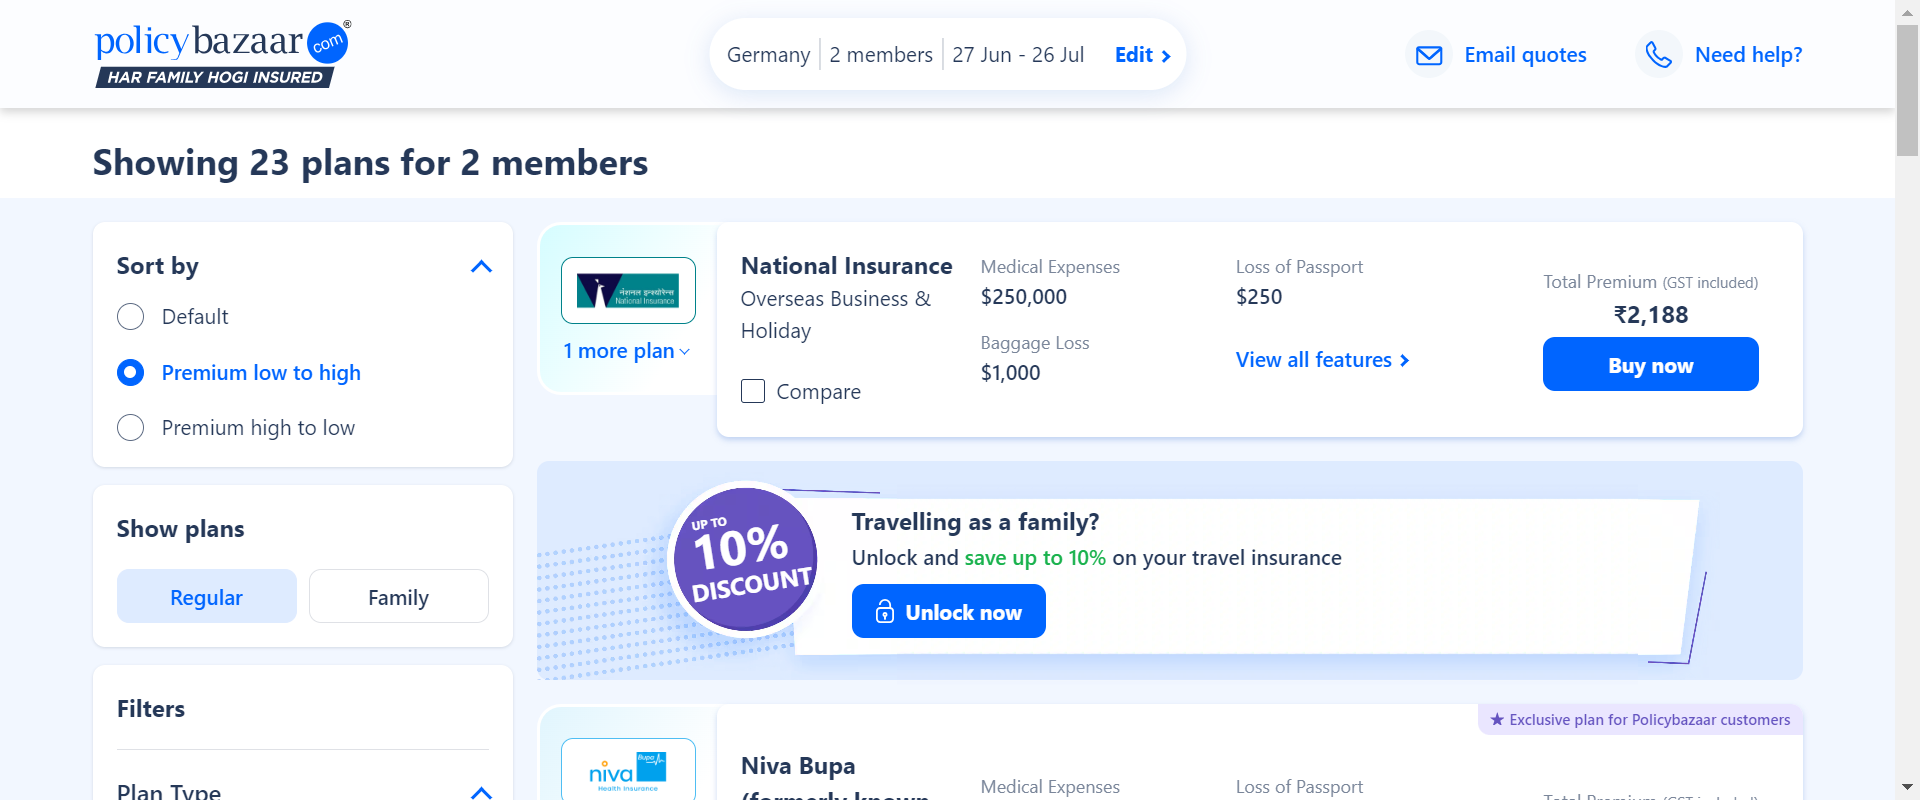 policybazaar.com®
HAR FAMILY HOGI INSURED
Germany 2 members 27 Jun - 26 Jul Edit
Email quotes
Need help?
Showing 23 plans for 2 members
Sort by
Default
Premium low to high
Premium high to low
Show plans
Regular Family
Filters
Plan Type
नेशनल इन्श्योरेन्स
National Insurance
1 more plan
National Insurance
Overseas Business &
Holiday
Compare
Medical Expenses
$250,000
Baggage Loss
$1,000
Loss of Passport
$250
View all features
Total Premium (GST included)
₹2,188
Buy now
UP TO
10%
DISCOUNT
Travelling as a family?
Unlock and save up to 10% on your travel insurance
Unlock now
Exclusive plan for Policybazaar customers
niva Bupa
Health Insurance
Niva Bupa
(formerly known
Medical Expenses
Loss of Passport
Total Premium (GST included)